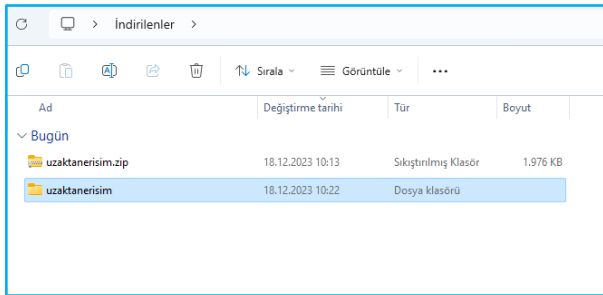 İndirilenler
Sırala
Görüntüle
Ad Değiştirme tarihi Tür Boyut
Bugün
uzaktanerisim.zip 18.12.2023 10:13 Sıkıştırılmış Klasör 1.976 KB
uzaktanerisim 18.12.2023 10:22 Dosya klasörü